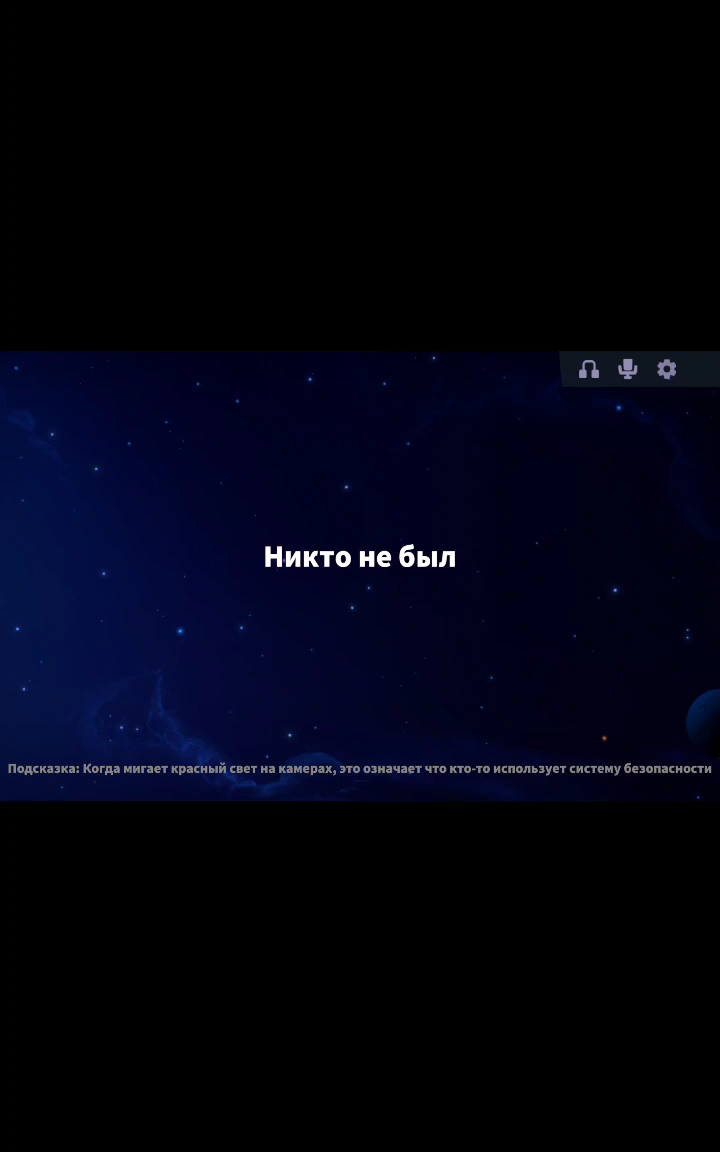 Никто не был
Подсказка: Когда мигает красный свет на камерах, это означает что кто-то использует систему безопасности